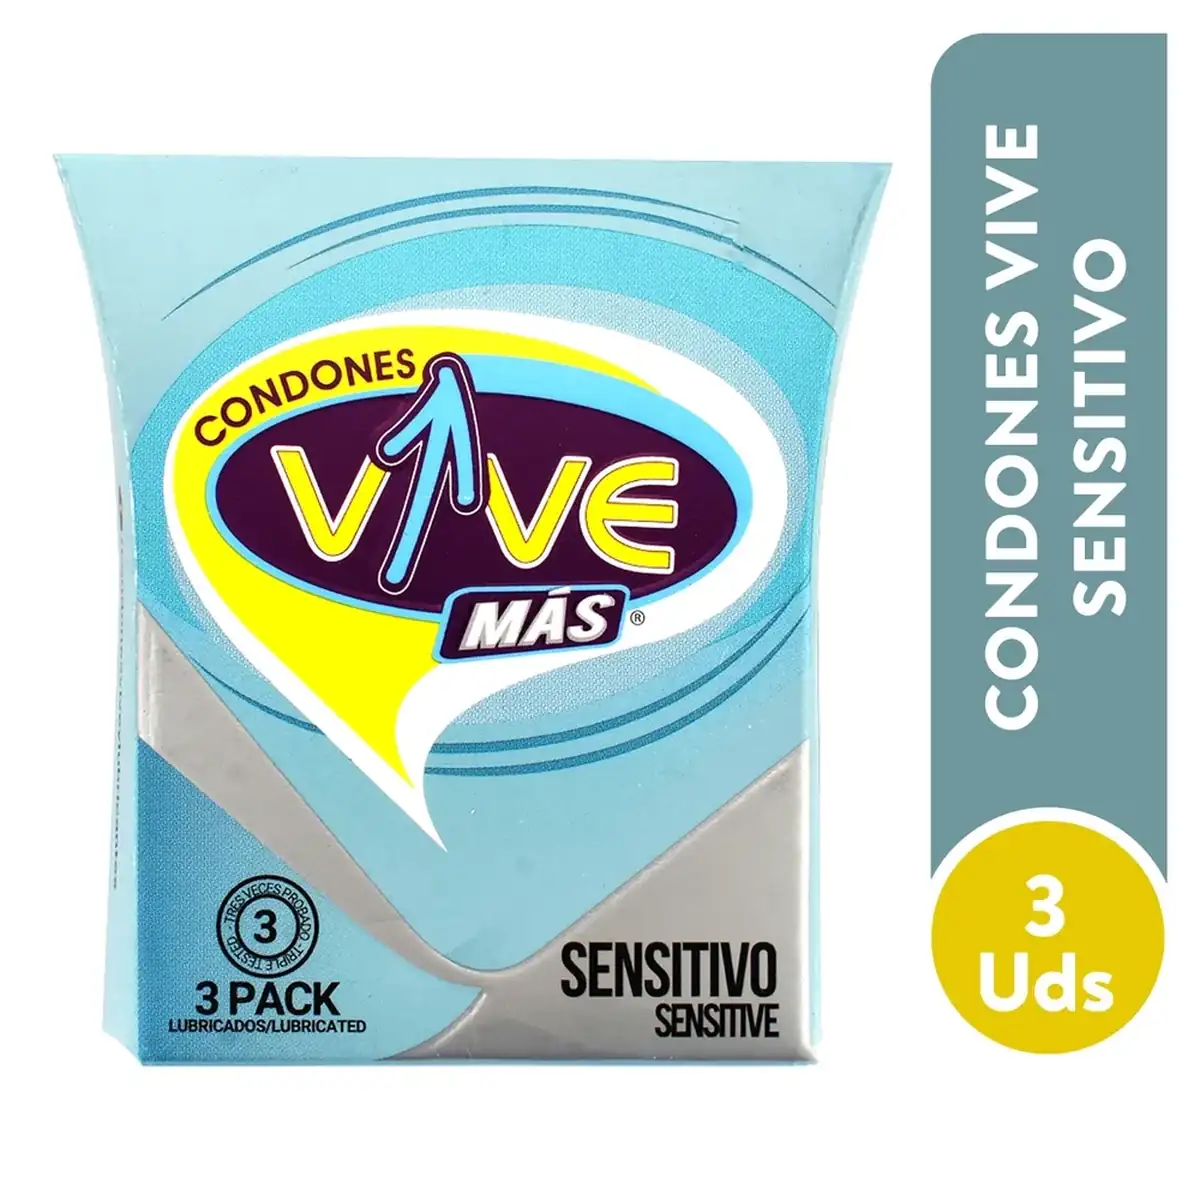 CONDONES
VIVE
MÁS ®
TRES VECES PROBADO - TRIPLE TESTED -
3
3 PACK
LUBRICADOS/LUBRICATED
SENSITIVO
SENSITIVE
CONDONES VIVE
SENSITIVO
3
Uds